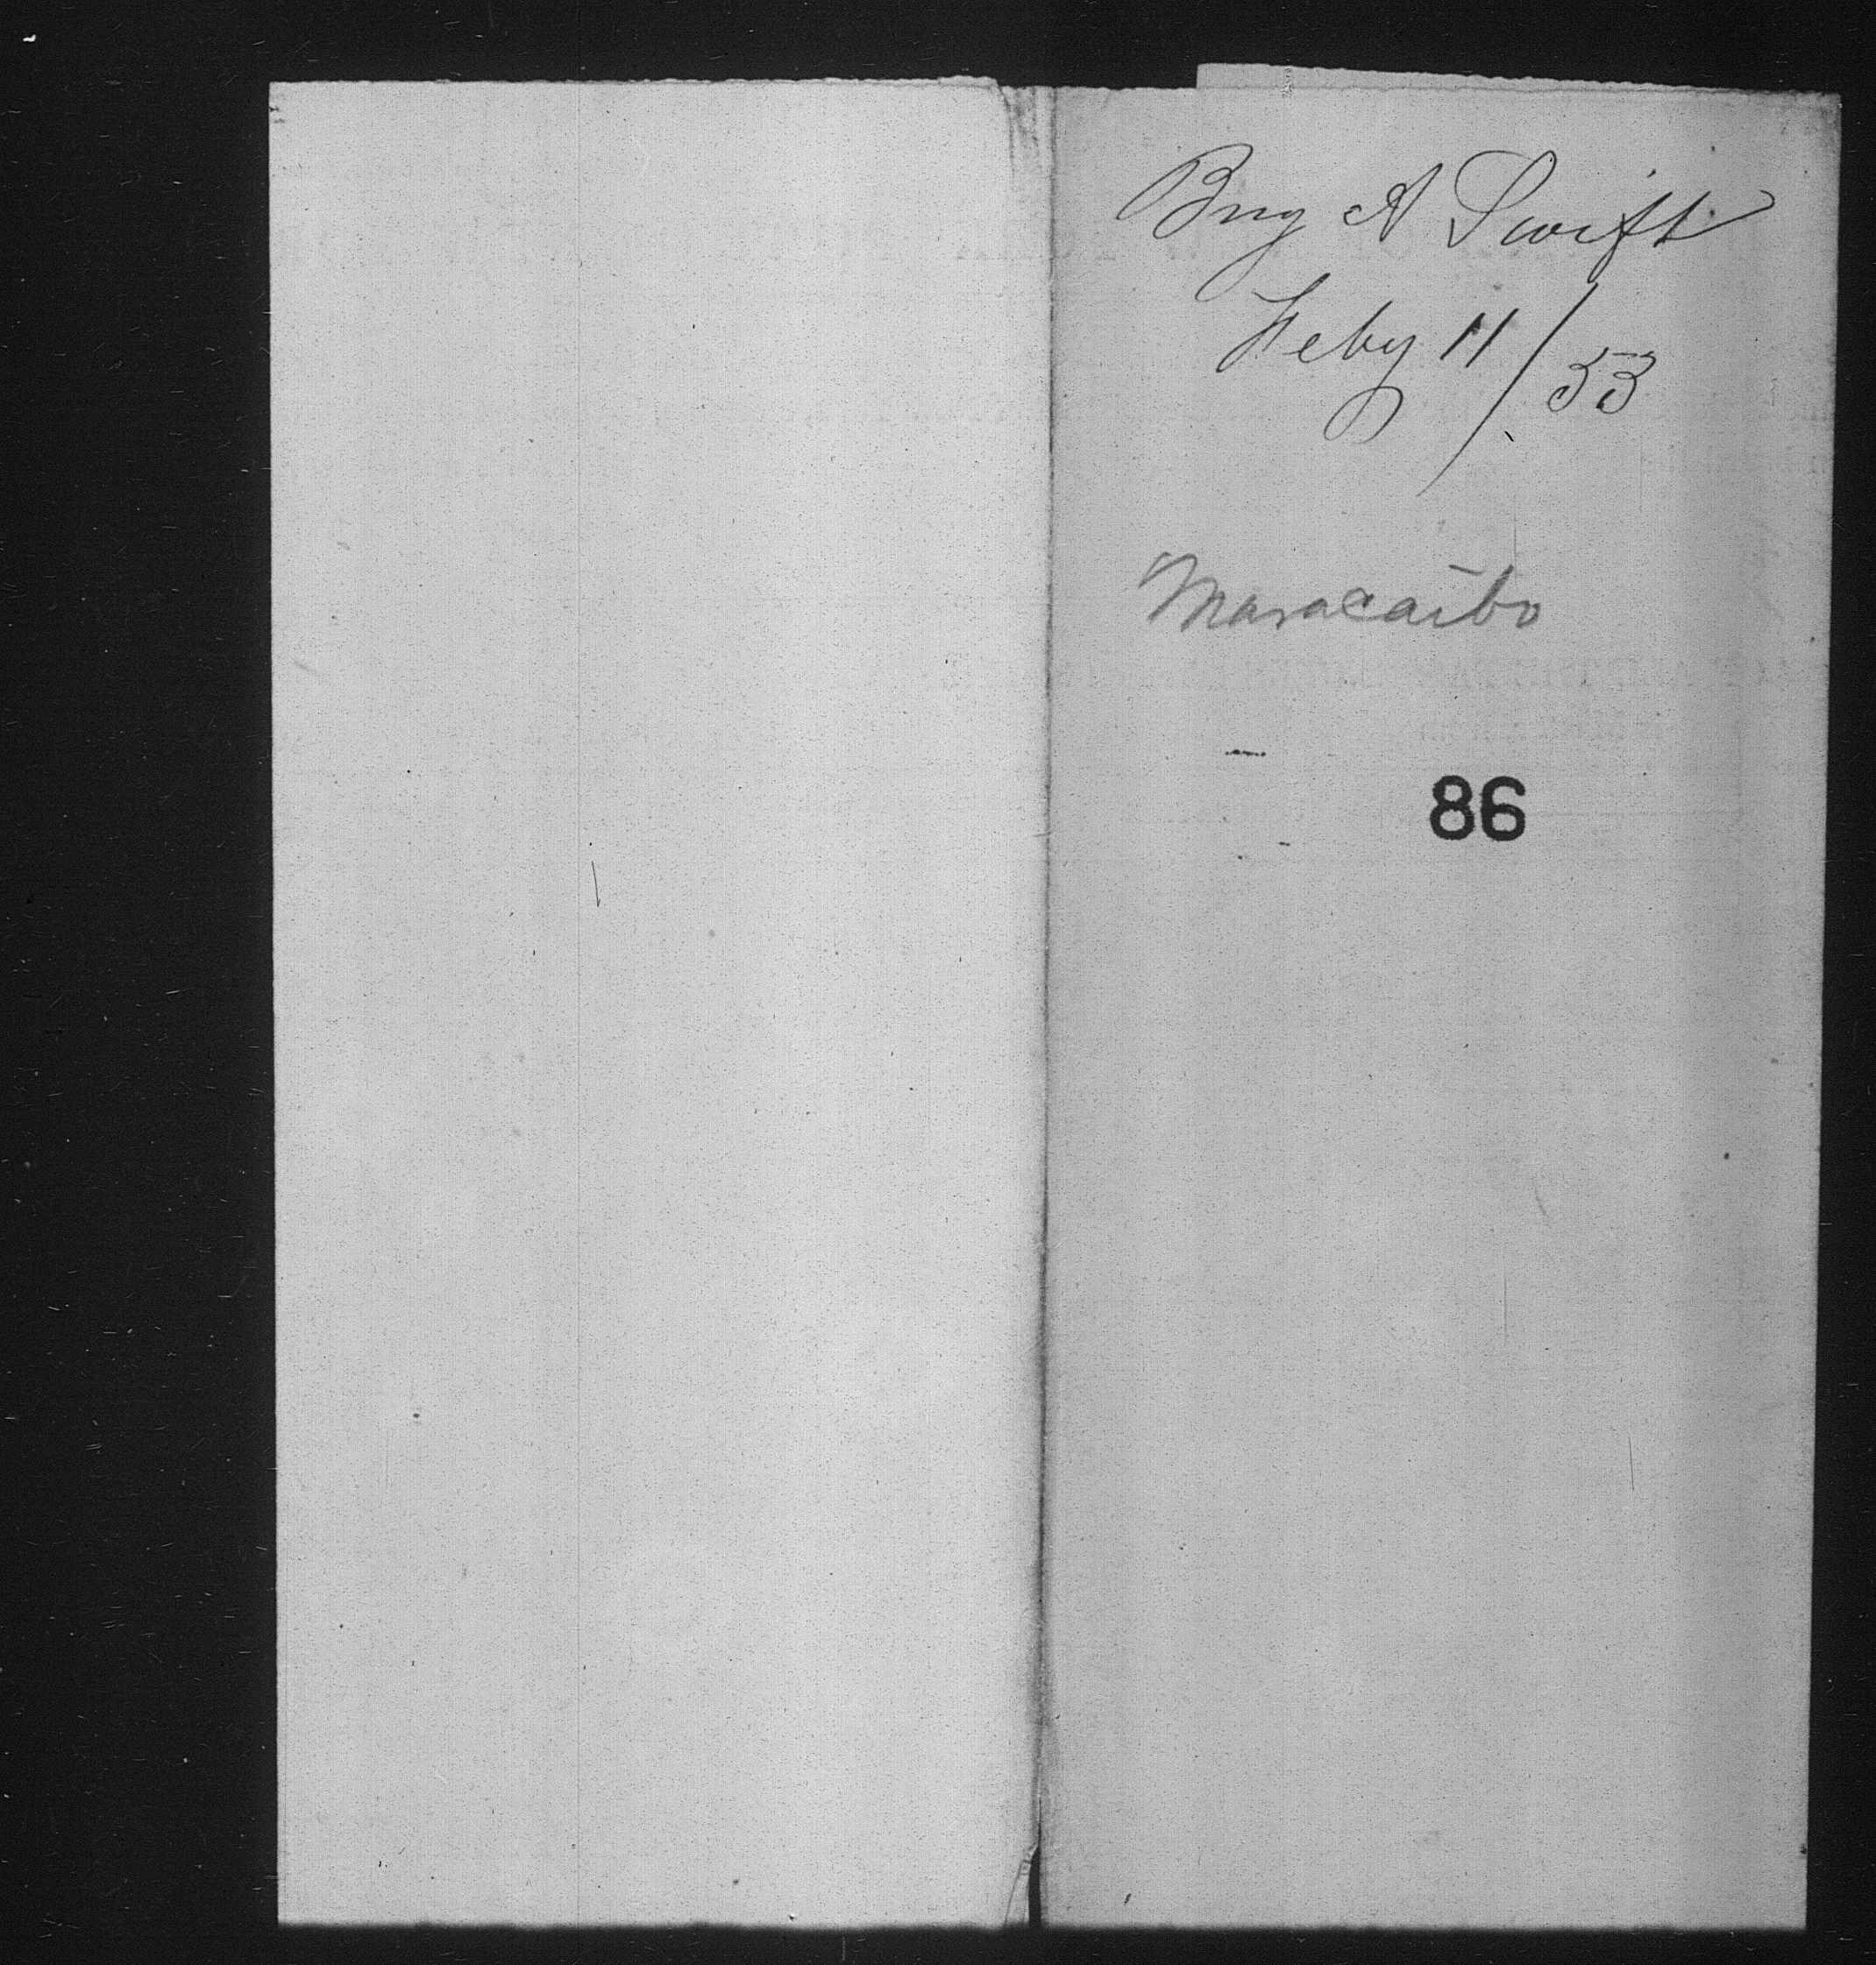 Brig A Swift
Feby 11/53
Maracaibo
86